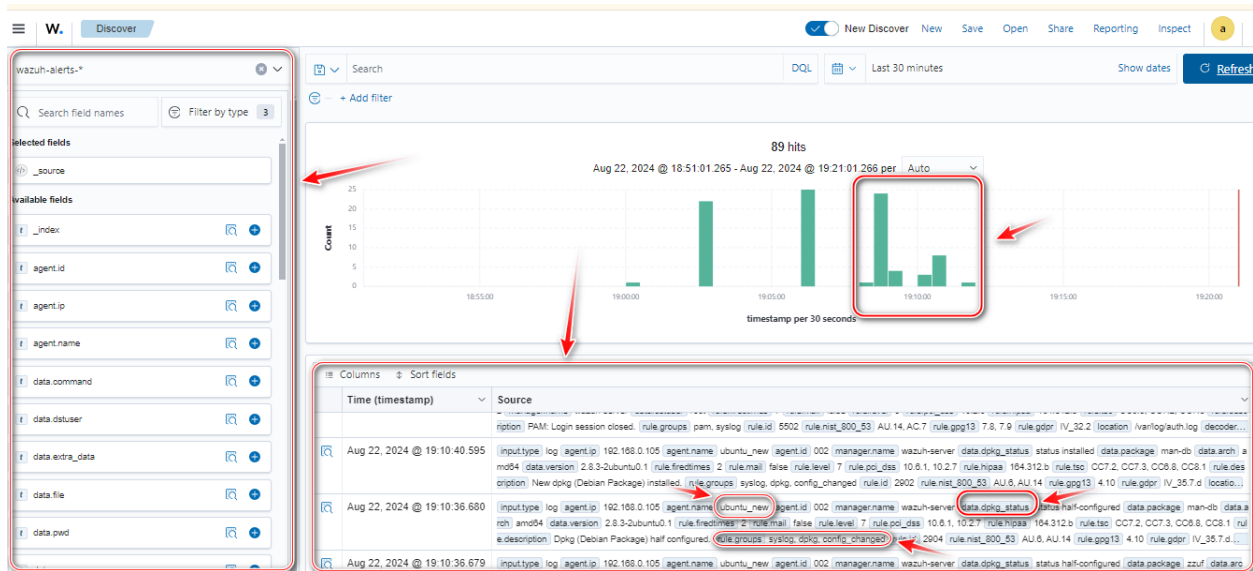 W. Discover New Discover New Save Open Share Reporting Inspect a
wazuh-alerts-*
Search DQL Last 30 minutes Show dates Refresh
+ Add filter
Search field names Filter by type 3
Selected fields
_source
Available fields
t _index
t agent.id
t agent.ip
t agent.name
t data.command
t data.dstuser
t data.extra_data
t data.file
t data.pwd
89 hits
Aug 22, 2024 @ 18:51:01.265 - Aug 22, 2024 @ 19:21:01.266 per Auto
Count
25
20
15
10
5
0
18:55:00 19:00:00 19:05:00 19:10:00 19:15:00 19:20:00
timestamp per 30 seconds
Columns Sort fields
Time (timestamp) Source
ription PAM: Login session closed. rule.groups pam, syslog rule.id 5502 rule.nist_800_53 AU.14, AC.7 rule.gpg13 7.8, 7.9 rule.gdpr IV_32.2 location /var/log/auth.log decoder...
Aug 22, 2024 @ 19:10:40.595 input.type log agent.ip 192.168.0.105 agent.name ubuntu_new agent.id 002 manager.name wazuh-server data.dpkg_status status installed data.package man-db data.arch a
md64 data.version 2.8.3-2ubuntu0.1 rule.firedtimes 2 rule.mail false rule.level 7 rule.pci_dss 10.6.1, 10.2.7 rule.hipaa 164.312.b rule.tsc CC7.2, CC7.3, CC6.8, CC8.1 rule.des
cription New dpkg (Debian Package) installed. rule.groups syslog, dpkg, config_changed rule.id 2902 rule.nist_800_53 AU.6, AU.14 rule.gpg13 4.10 rule.gdpr IV_35.7.d locatio...
Aug 22, 2024 @ 19:10:36.680 input.type log agent.ip 192.168.0.105 agent.name ubuntu_new agent.id 002 manager.name wazuh-server data.dpkg_status status half-configured data.package man-db data.a
rch amd64 data.version 2.8.3-2ubuntu0.1 rule.firedtimes 2 rule.mail false rule.level 7 rule.pci_dss 10.6.1, 10.2.7 rule.hipaa 164.312.b rule.tsc CC7.2, CC7.3, CC6.8, CC8.1 rul
e.description Dpkg (Debian Package) half configured. rule.groups syslog, dpkg, config_changed rule.id 2904 rule.nist_800_53 AU.6, AU.14 rule.gpg13 4.10 rule.gdpr IV_35.7.d...
Aug 22, 2024 @ 19:10:36.679 input.type log agent.ip 192.168.0.105 agent.name ubuntu_new agent.id 002 manager.name wazuh-server data.dpkg_status status half-configured data.package zzuf data.arc